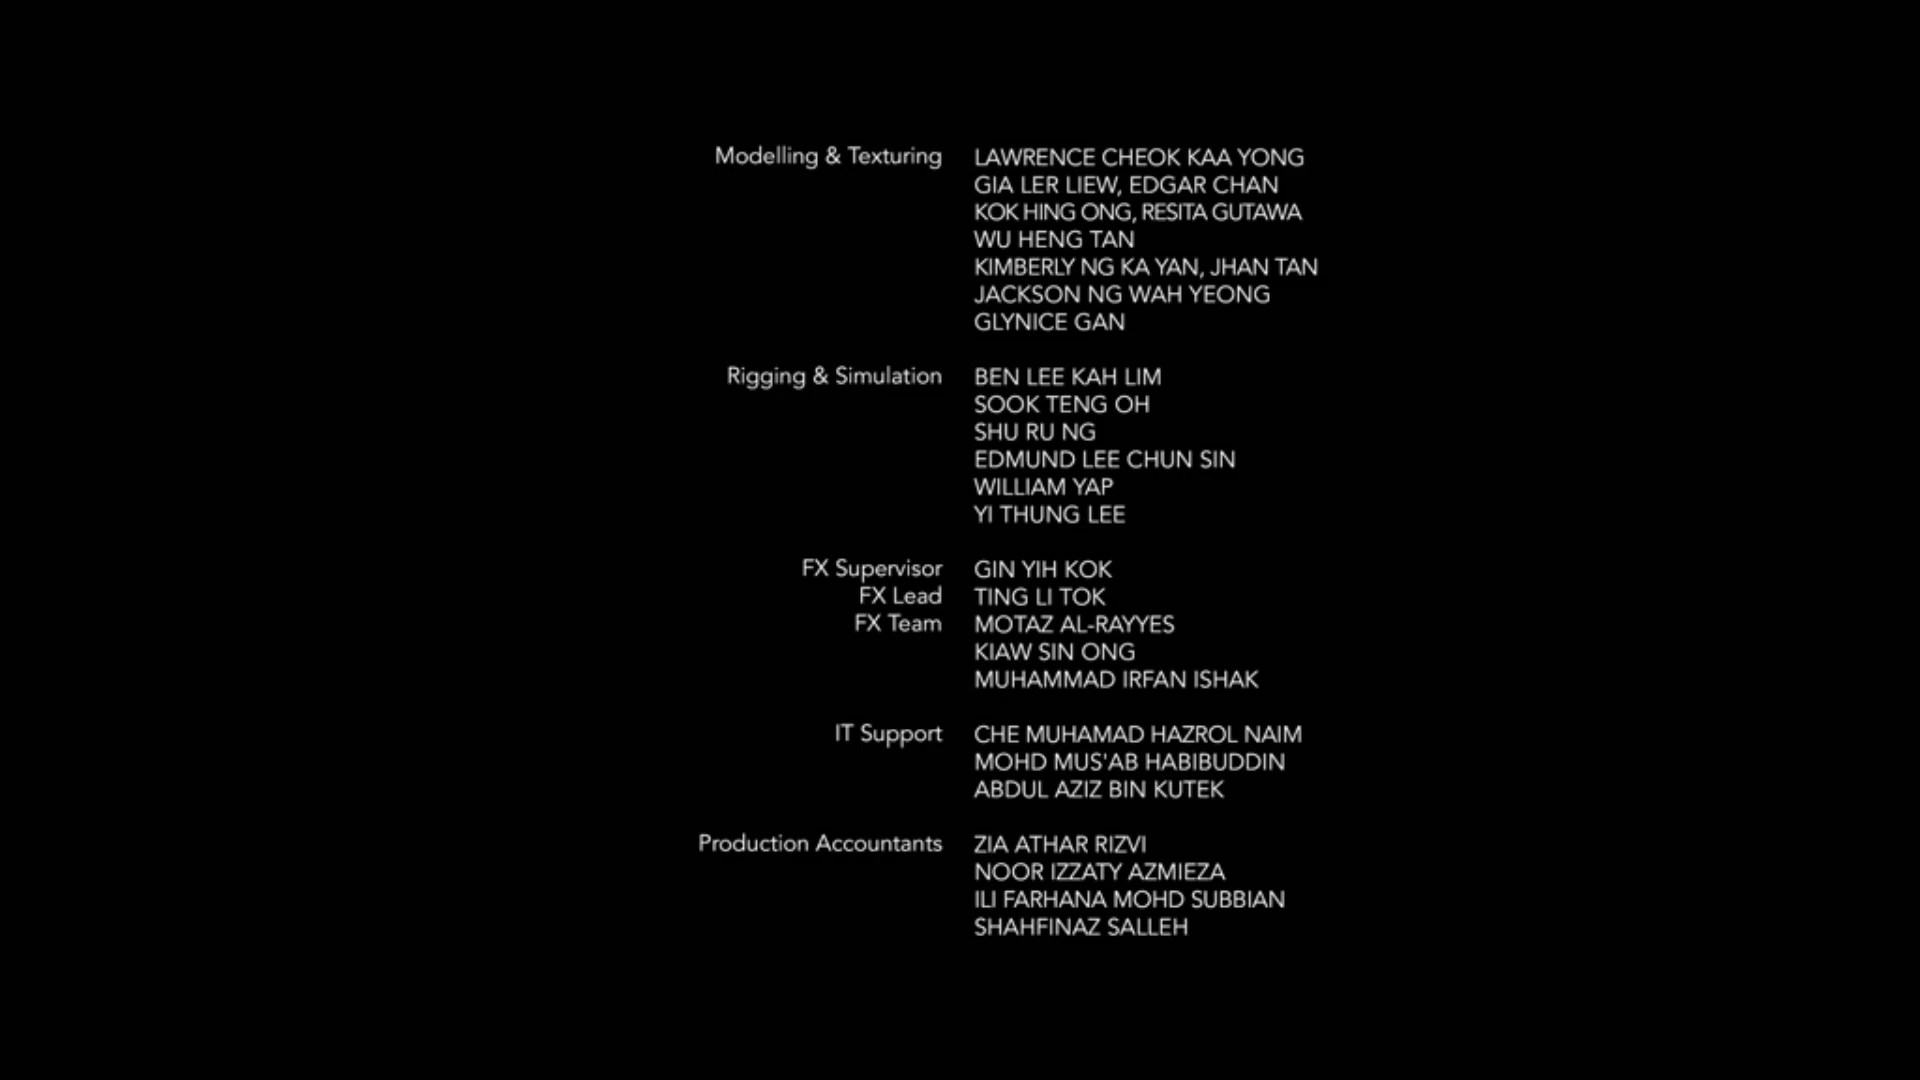 Modelling & Texturing LAWRENCE CHEOK KAA YONG
GIA LER LIEW, EDGAR CHAN
KOK HING ONG, RESITA GUTAWA
WU HENG TAN
KIMBERLY NG KA YAN, JHAN TAN
JACKSON NG WAH YEONG
GLYNICE GAN
Rigging & Simulation BEN LEE KAH LIM
SOOK TENG OH
SHU RU NG
EDMUND LEE CHUN SIN
WILLIAM YAP
YI THUNG LEE
FX Supervisor GIN YIH KOK
FX Lead TING LI TOK
FX Team MOTAZ AL-RAYYES
KIAW SIN ONG
MUHAMMAD IRFAN ISHAK
IT Support CHE MUHAMAD HAZROL NAIM
MOHD MUS'AB HABIBUDDIN
ABDUL AZIZ BIN KUTEK
Production Accountants ZIA ATHAR RIZVI
NOOR IZZATY AZMIEZA
ILI FARHANA MOHD SUBBIAN
SHAHFINAZ SALLEH